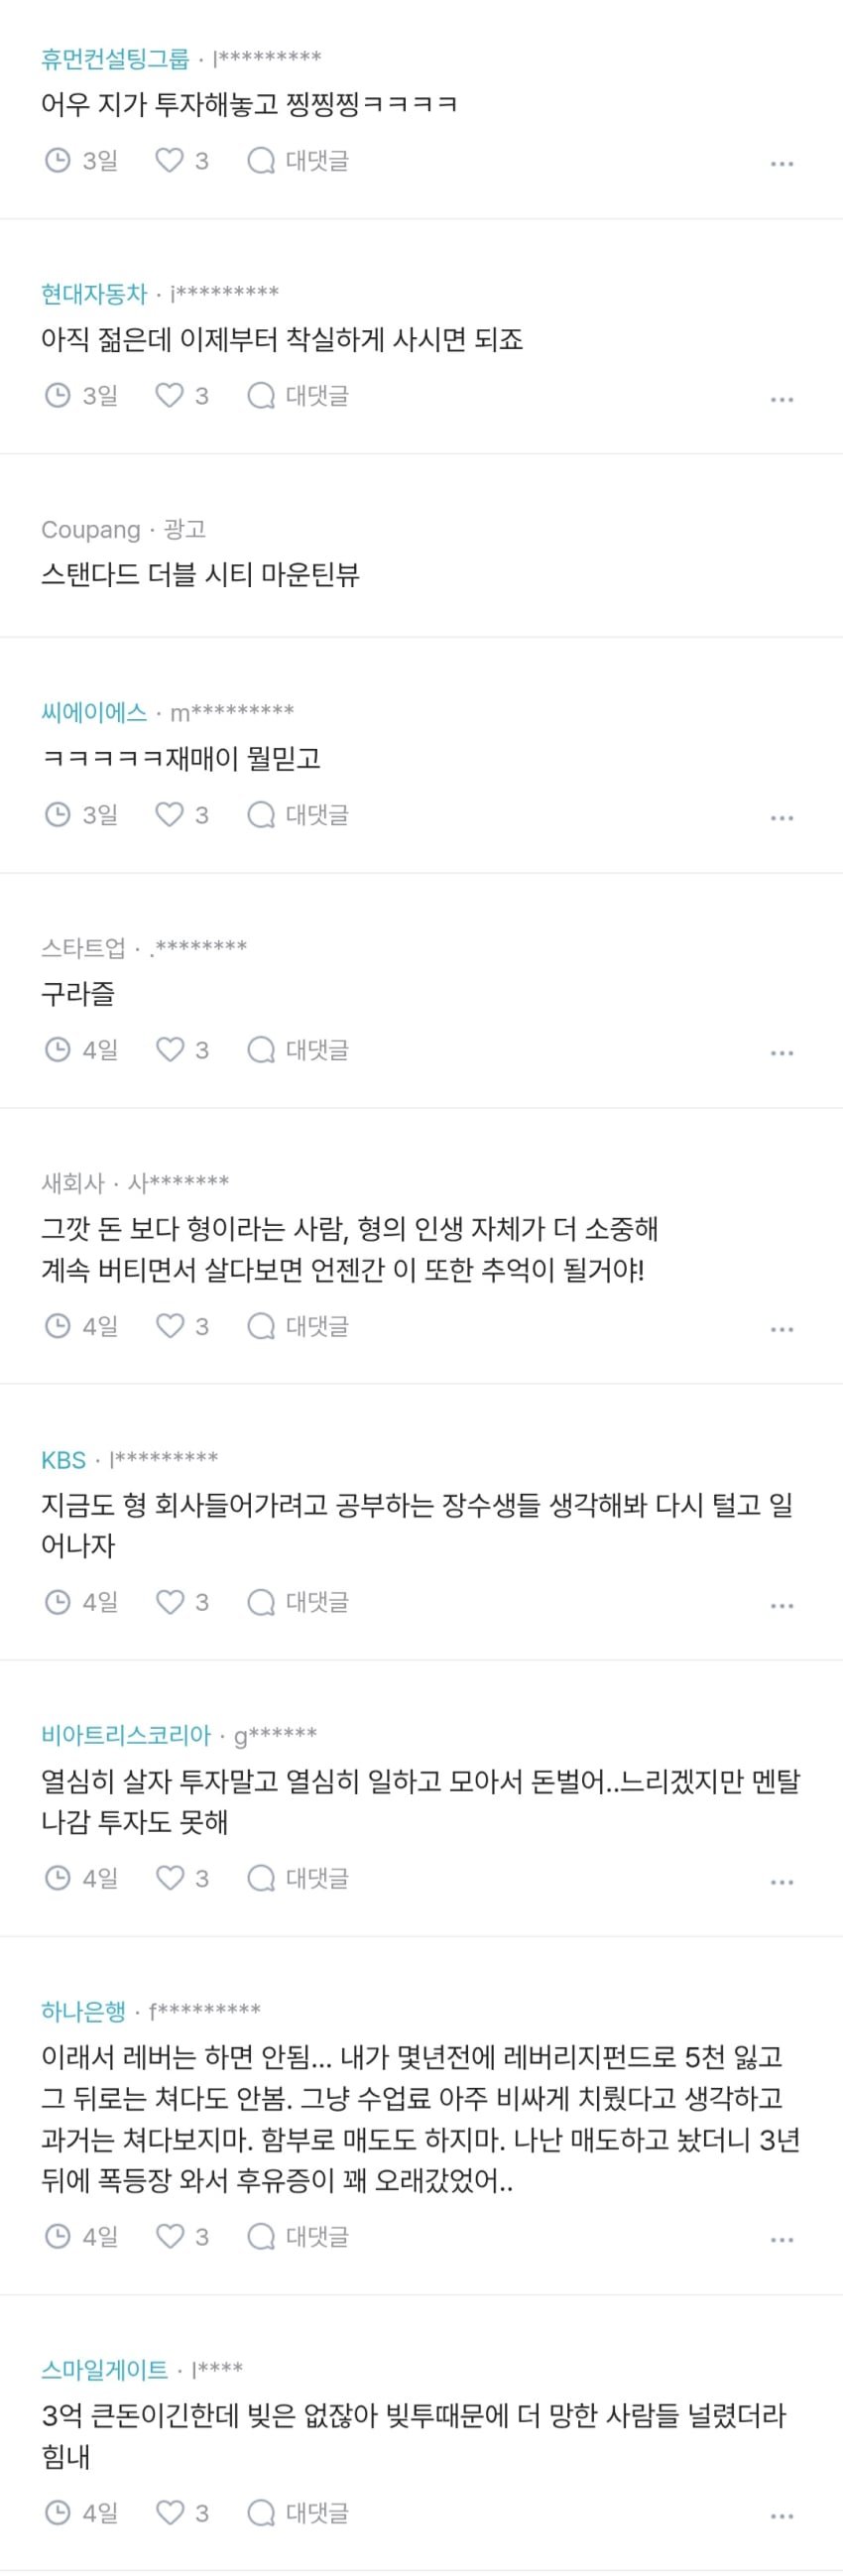 휴먼컨설팅그룹 · l*********
어우 지가 투자해놓고 찡찡찡ㅋㅋㅋㅋ
3일 3 대댓글
현대자동차 · i*********
아직 젊은데 이제부터 착실하게 사시면 되죠
3일 3 대댓글
Coupang · 광고
스탠다드 더블 시티 마운틴뷰
씨에이에스 · m*********
ㅋㅋㅋㅋㅋ재매이 뭘믿고
3일 3 대댓글
스타트업 · .********
구라즐
4일 3 대댓글
새회사 · 사*******
그깟 돈 보다 형이라는 사람, 형의 인생 자체가 더 소중해
계속 버티면서 살다보면 언젠간 이 또한 추억이 될거야!
4일 3 대댓글
KBS · l*********
지금도 형 회사들어가려고 공부하는 장수생들 생각해봐 다시 털고 일
어나자
4일 3 대댓글
비아트리스코리아 · g******
열심히 살자 투자말고 열심히 일하고 모아서 돈벌어..느리겠지만 멘탈
나감 투자도 못해
4일 3 대댓글
하나은행 · f*********
이래서 레버는 하면 안됨... 내가 몇년전에 레버리지펀드로 5천 잃고
그 뒤로는 쳐다도 안봄. 그냥 수업료 아주 비싸게 치뤘다고 생각하고
과거는 쳐다보지마. 함부로 매도도 하지마. 나난 매도하고 놨더니 3년
뒤에 폭등장 와서 후유증이 꽤 오래갔었어..
4일 3 대댓글
스마일게이트 · l****
3억 큰돈이긴한데 빚은 없잖아 빚투때문에 더 망한 사람들 널렸더라
힘내
4일 3 대댓글